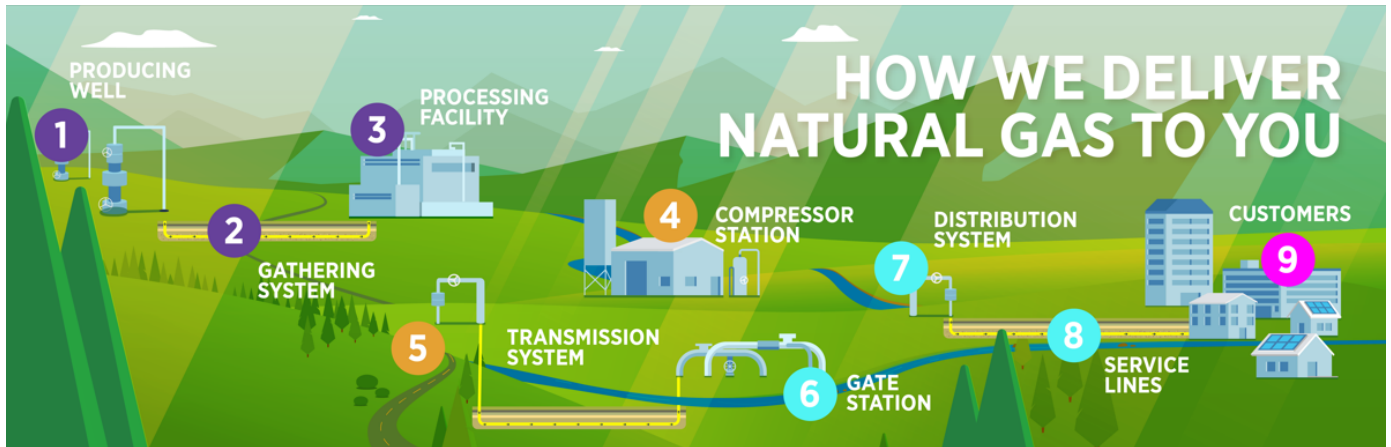 HOW WE DELIVER
NATURAL GAS TO YOU
1
PRODUCING
WELL
2
GATHERING
SYSTEM
3
PROCESSING
FACILITY
4
COMPRESSOR
STATION
5
TRANSMISSION
SYSTEM
6
GATE
STATION
7
DISTRIBUTION
SYSTEM
8
SERVICE
LINES
9
CUSTOMERS